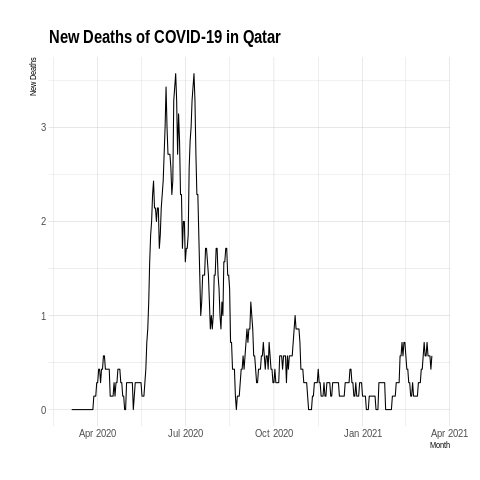 New Deaths of COVID-19 in Qatar
New Deaths
3
2
1
0
Apr 2020 Jul 2020 Oct 2020 Jan 2021 Apr 2021
Month